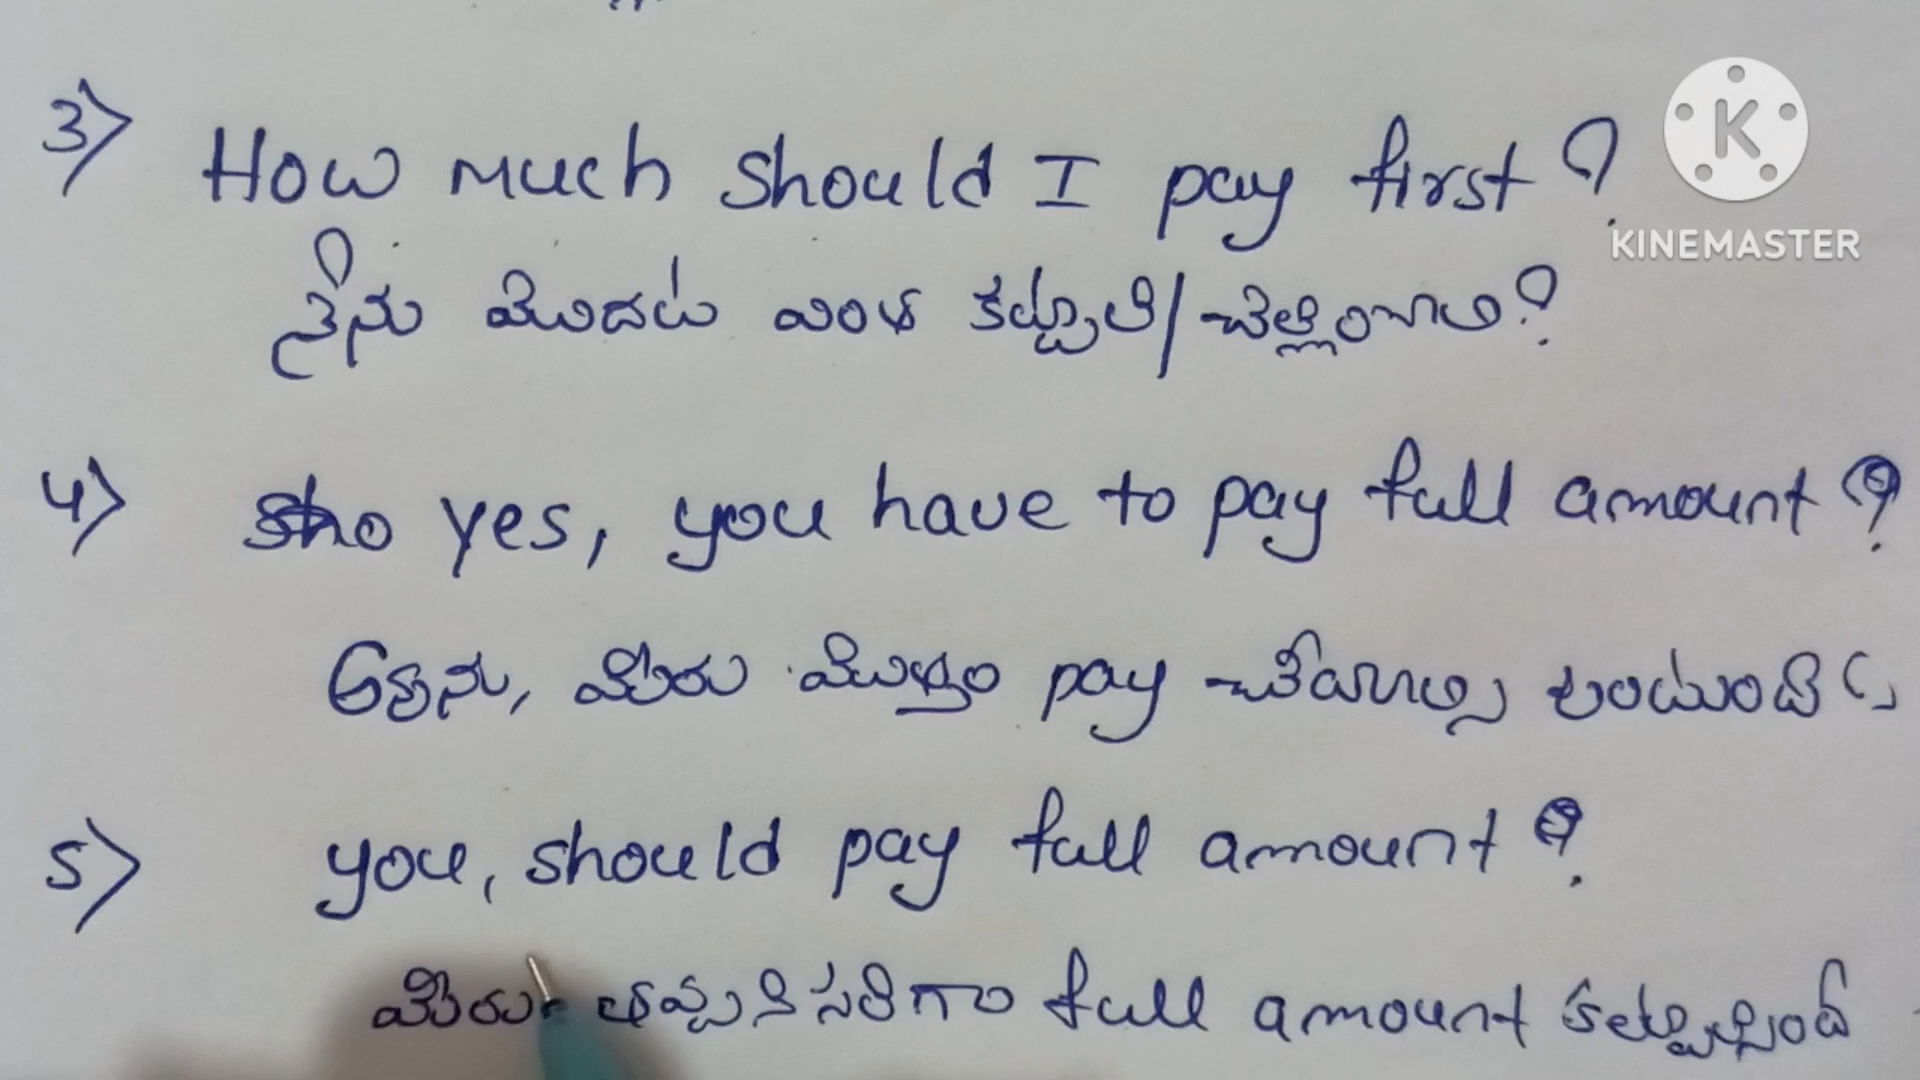 3) How much should I pay first?
KINEMASTER
నేను మొదట ఎంత కట్టాలి/చెల్లించాలి?
4) yes, you have to pay full amount?
అవును, మీరు మొత్తం pay చేయాల్సి ఉంటుంది
5) you, should pay full amount?
మీరు తప్పనిసరిగా full amount కట్టాల్సిందే